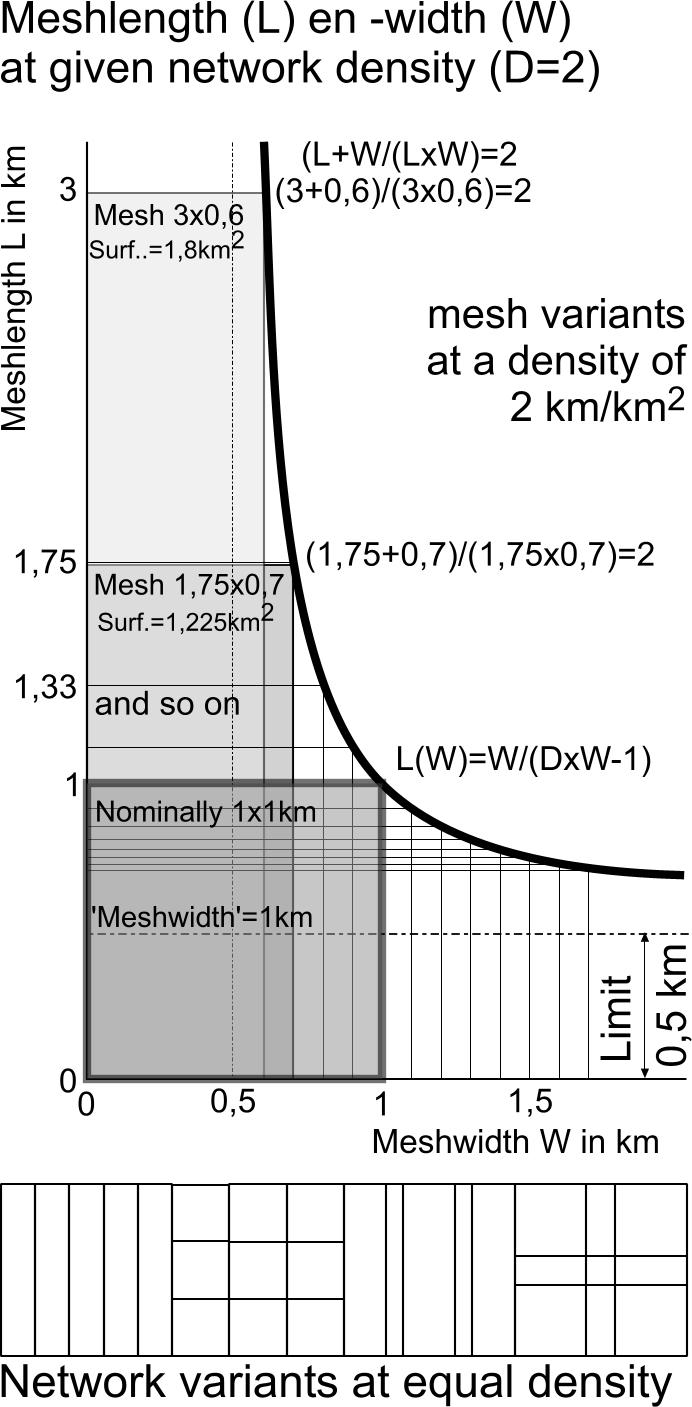 Meshlength (L) en -width (W)
at given network density (D=2)
Meshlength L in km
(L+W/(LxW)=2
3
(3+0,6)/(3x0,6)=2
Mesh 3x0,6
Surf..=1,8km2
mesh variants
at a density of
2 km/km2
1,75
(1,75+0,7)/(1,75x0,7)=2
Mesh 1,75x0,7
Surf.=1,225km2
1,33
and so on
L(W)=W/(DxW-1)
1
Nominally 1x1km
'Meshwidth'=1km
Limit
0,5 km
0
0
0,5
1
1,5
Meshwidth W in km
Network variants at equal density